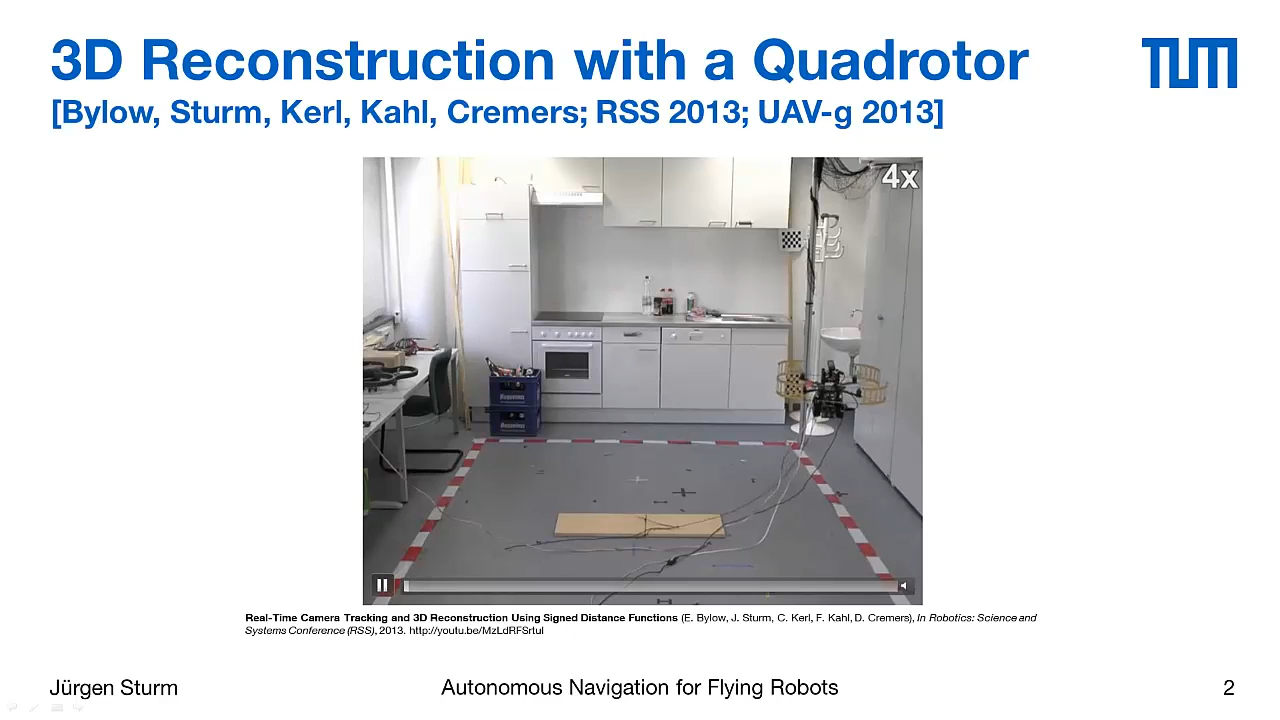 3D Reconstruction with a Quadrotor
TUM
[Bylow, Sturm, Kerl, Kahl, Cremers; RSS 2013; UAV-g 2013]
4x
Real-Time Camera Tracking and 3D Reconstruction Using Signed Distance Functions (E. Bylow, J. Sturm, C. Kerl, F. Kahl, D. Cremers), In Robotics: Science and
Systems Conference (RSS), 2013. http://youtu.be/MzLdRFSrtuI
Jürgen Sturm
Autonomous Navigation for Flying Robots
2